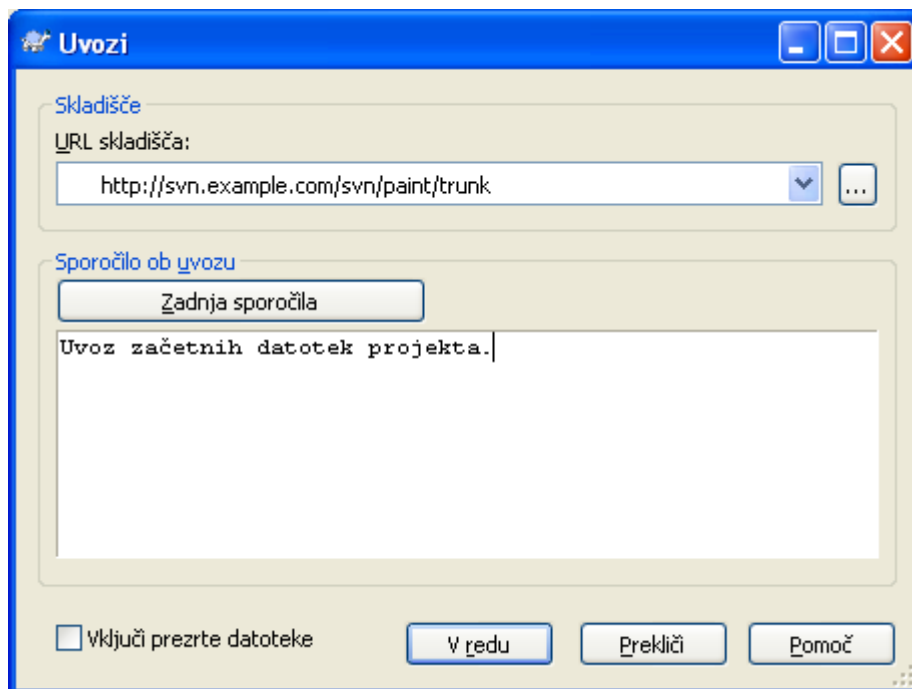 Uvozi
Skladišče
URL skladišča:
http://svn.example.com/svn/paint/trunk
...
Sporočilo ob uvozu
Zadnja sporočila
Uvoz začetnih datotek projekta.
Vključi prezrte datoteke
V redu
Prekliči
Pomoč